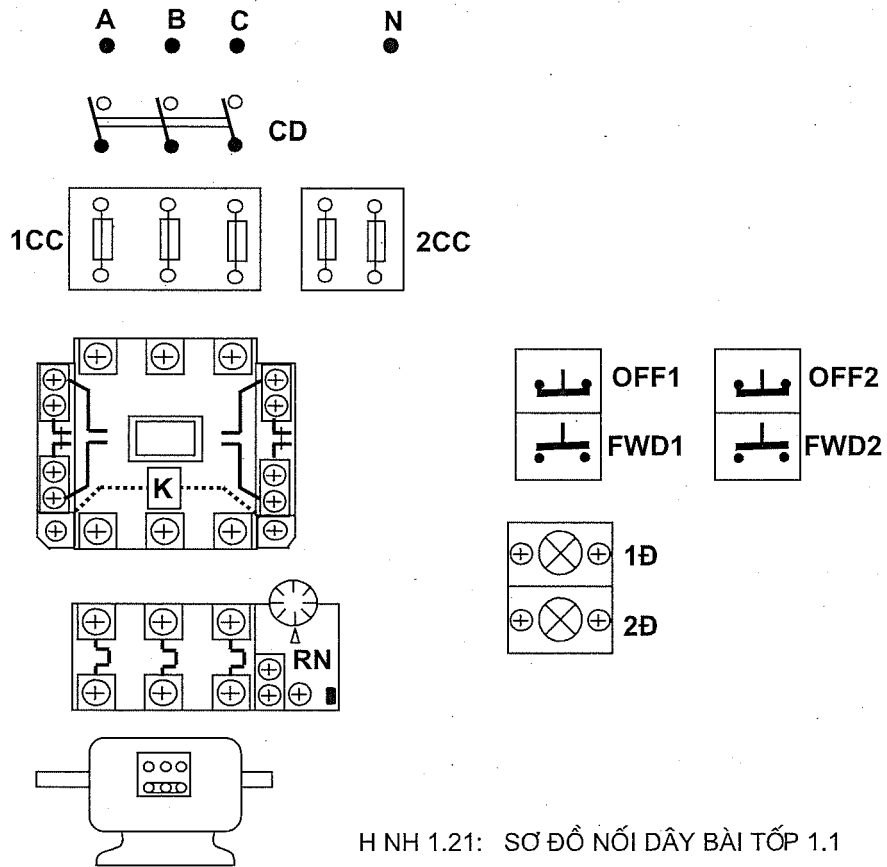 A B C N
CD
1CC 2CC
OFF1 OFF2
FWD1 FWD2
K
1Đ
2Đ
RN
H NH 1.21: SƠ ĐỒ NỐI DÂY BÀI TỐP 1.1